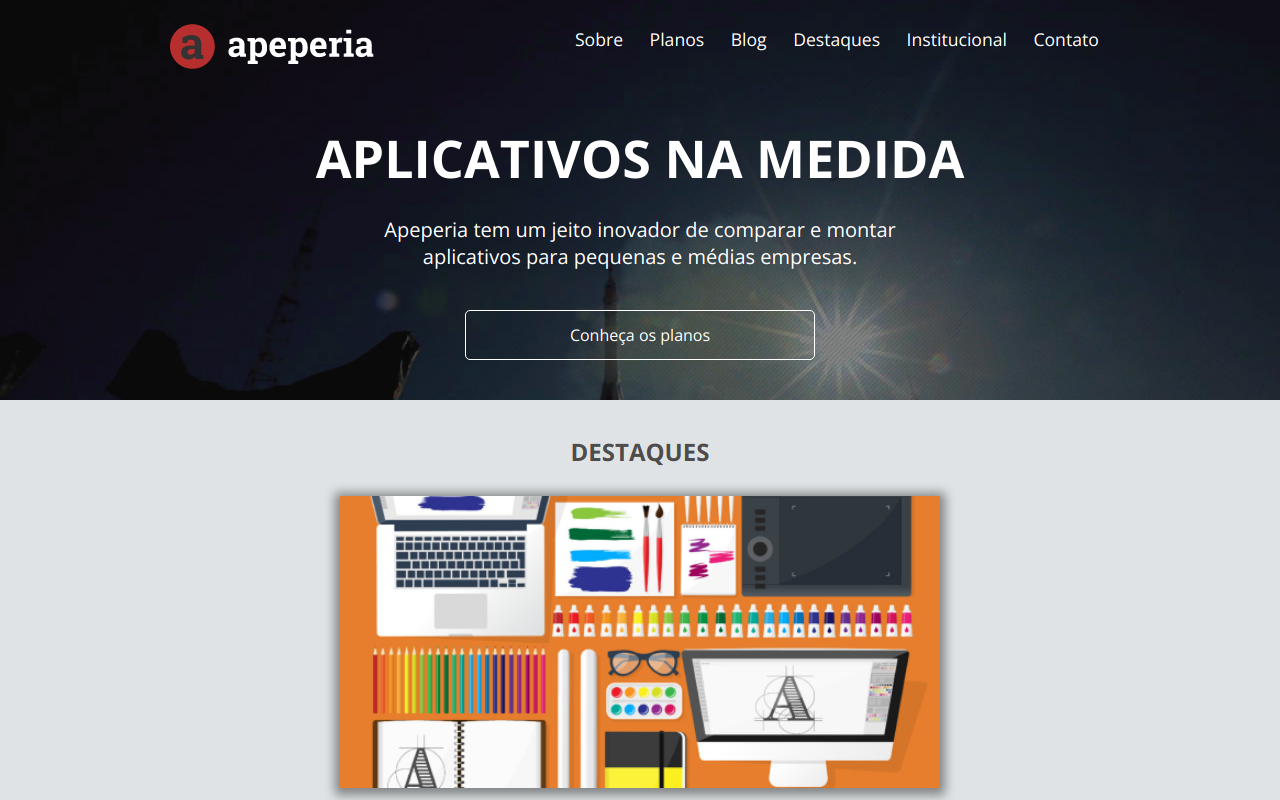 a apeperia
Sobre Planos Blog Destaques Institucional Contato
APLICATIVOS NA MEDIDA
Apeperia tem um jeito inovador de comparar e montar
aplicativos para pequenas e médias empresas.
Conheça os planos
DESTAQUES
A
A